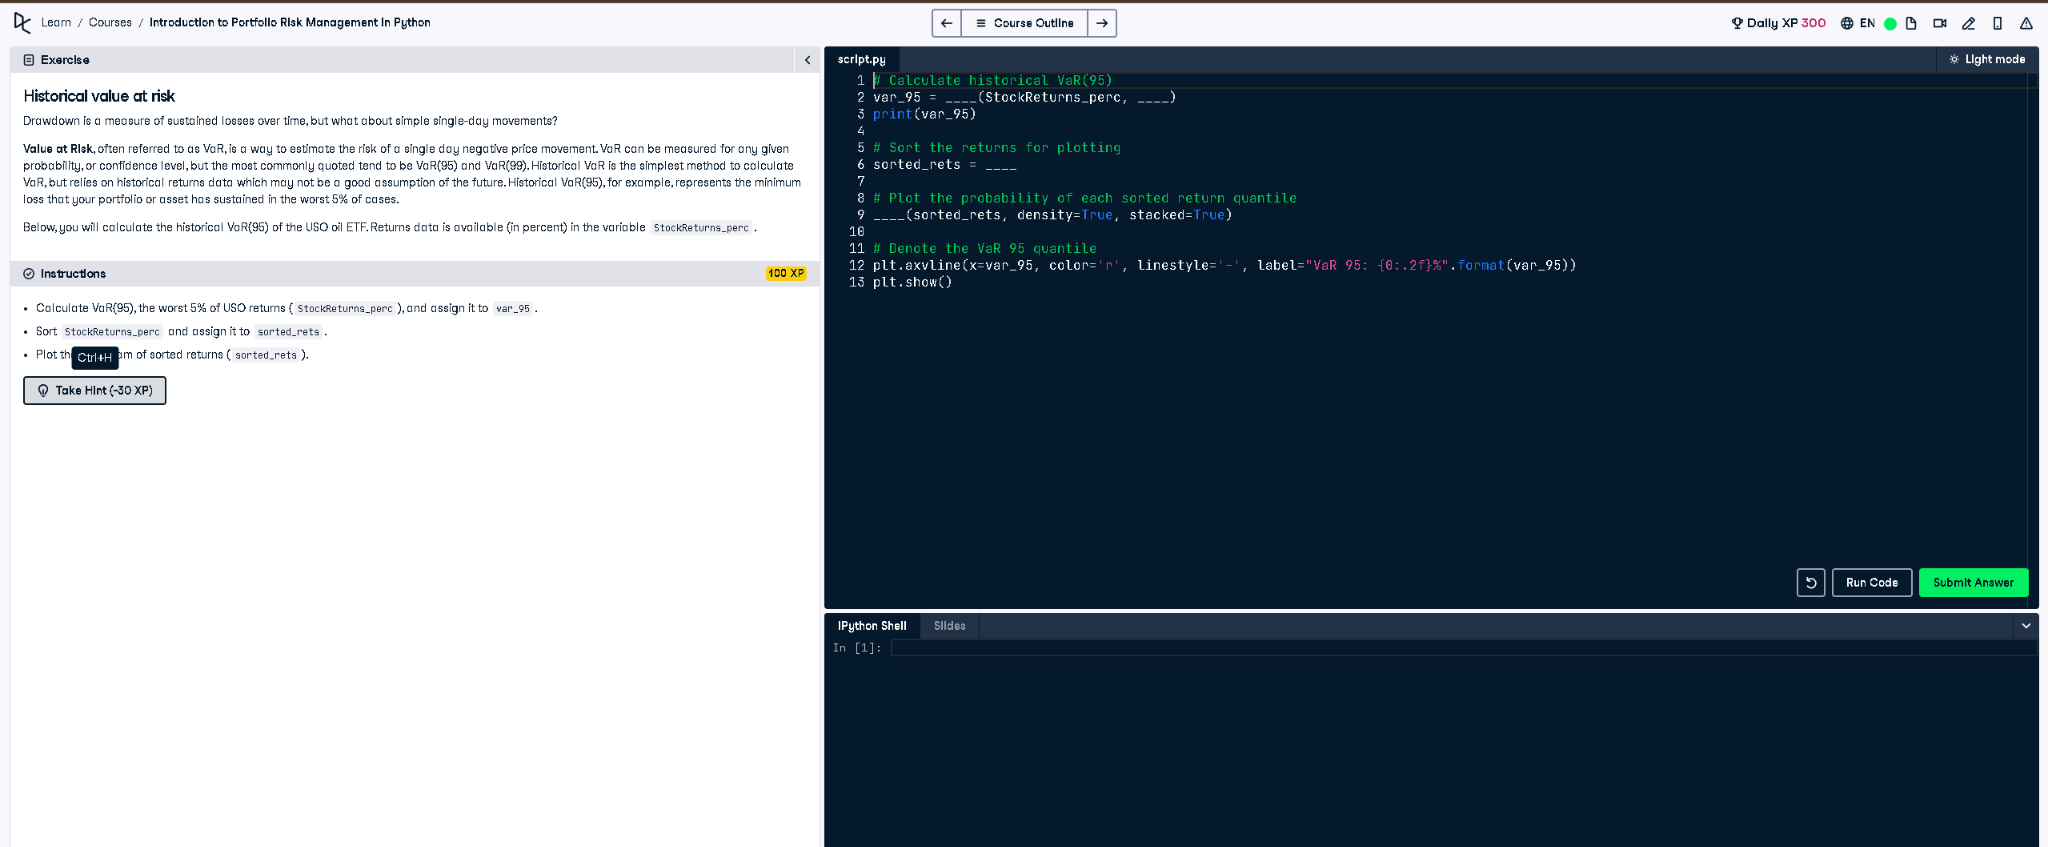 Learn / Courses / Introduction to Portfolio Risk Management in Python
Course Outline
Daily XP 300
EN
Exercise
Historical value at risk
Drawdown is a measure of sustained losses over time, but what about simple single-day movements?
Value at Risk, often referred to as VaR, is a way to estimate the risk of a single day negative price movement. VaR can be measured for any given
probability, or confidence level, but the most commonly quoted tend to be VaR(95) and VaR(99). Historical VaR is the simplest method to calculate
VaR, but relies on historical returns data which may not be a good assumption of the future. Historical VaR(95), for example, represents the minimum
loss that your portfolio or asset has sustained in the worst 5% of cases.
Below, you will calculate the historical VaR(95) of the USO oil ETF. Returns data is available (in percent) in the variable StockReturns_perc .
Instructions
100 XP
• Calculate VaR(95), the worst 5% of USO returns ( StockReturns_perc ), and assign it to var_95 .
• Sort StockReturns_perc and assign it to sorted_rets .
• Plot th am of sorted returns ( sorted_rets ).
Ctrl+H
Take Hint (-30 XP)
script.py
Light mode
1 # Calculate historical VaR(95)
2 var_95 = ____(StockReturns_perc, ____)
3 print(var_95)
4
5 # Sort the returns for plotting
6 sorted_rets = ____
7
8 # Plot the probability of each sorted return quantile
9 ____(sorted_rets, density=True, stacked=True)
10
11 # Denote the VaR 95 quantile
12 plt.axvline(x=var_95, color='r', linestyle='-', label="VaR 95: {0:.2f}%".format(var_95))
13 plt.show()
Run Code
Submit Answer
IPython Shell
Slides
In [1]: